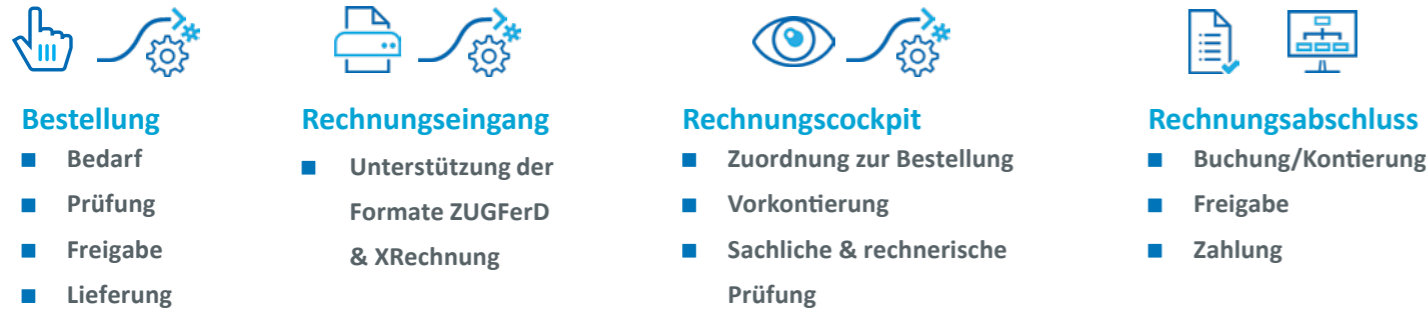 Bestellung
Bedarf
Prüfung
Freigabe
Lieferung
Rechnungseingang
Unterstützung der
Formate ZUGFerD
& XRechnung
Rechnungscockpit
Zuordnung zur Bestellung
Vorkontierung
Sachliche & rechnerische
Prüfung
Rechnungsabschluss
Buchung/Kontierung
Freigabe
Zahlung